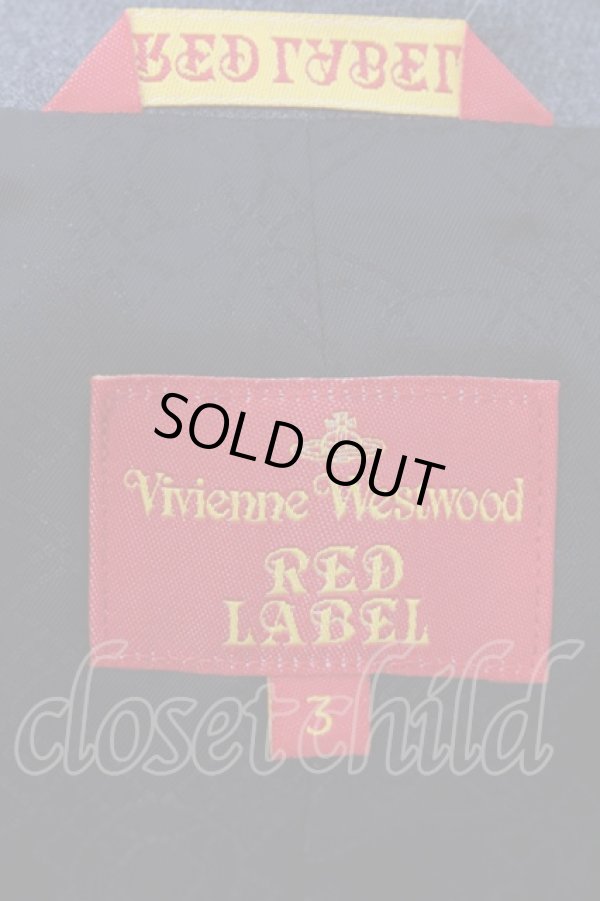 RED LABEL
SOLD OUT
Vivienne Westwood
RED
LABEL
closet child
3